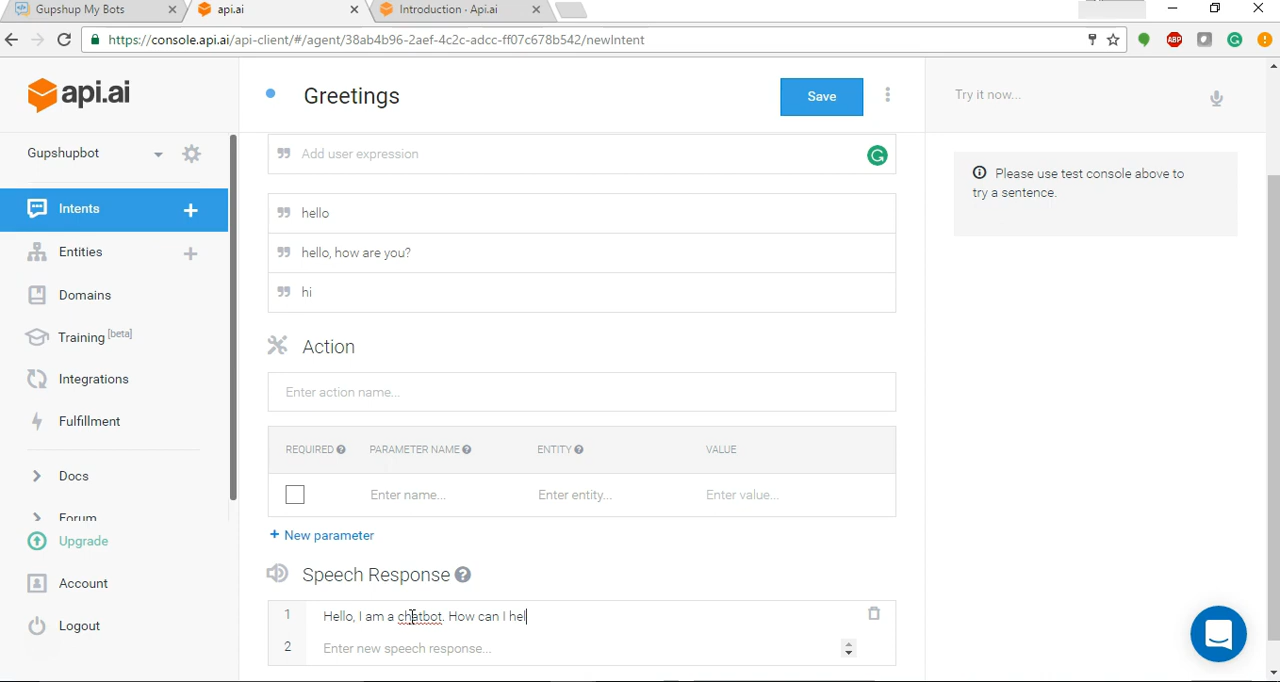 Gupshup My Bots
api.ai
Introduction - Api.ai
https://console.api.ai/api-client/#/agent/38ab4b96-2aef-4c2c-adcc-ff07c678b542/newIntent
ABP
api.ai
Greetings
Save
Try it now...
Gupshupbot
Add user expression
Please use test console above to
try a sentence.
Intents
hello
Entities
hello, how are you?
Domains
hi
Training [beta]
Action
Integrations
Enter action name...
Fulfillment
REQUIRED
PARAMETER NAME
ENTITY
VALUE
Docs
Enter name...
Enter entity...
Enter value...
Forum
+ New parameter
Upgrade
Speech Response
Account
1 Hello, I am a chatbot. How can I hel
Logout
2 Enter new speech response...